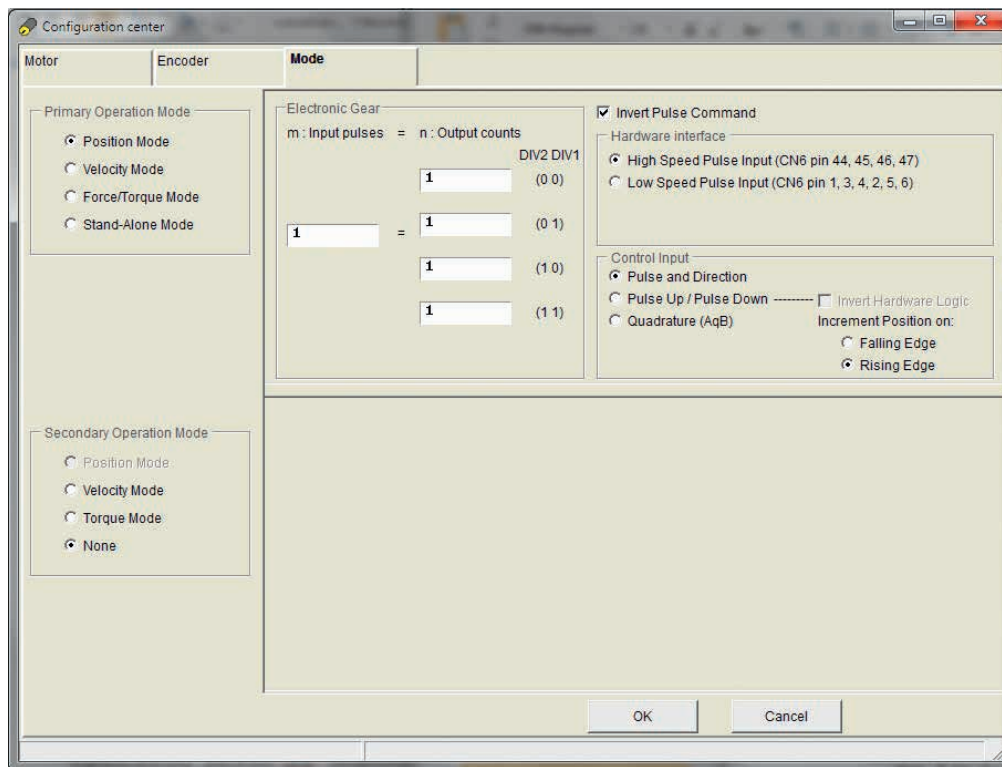 Configuration center
Motor
Encoder
Mode
Primary Operation Mode
Position Mode
Velocity Mode
Force/Torque Mode
Stand-Alone Mode
Electronic Gear
m : Input pulses = n : Output counts
DIV2 DIV1
1 (0 0)
1 = 1 (0 1)
1 (1 0)
1 (1 1)
Invert Pulse Command
Hardware interface
High Speed Pulse Input (CN6 pin 44, 45, 46, 47)
Low Speed Pulse Input (CN6 pin 1, 3, 4, 2, 5, 6)
Control Input
Pulse and Direction
Pulse Up / Pulse Down --------- Invert Hardware Logic
Quadrature (AqB) Increment Position on:
Falling Edge
Rising Edge
Secondary Operation Mode
Position Mode
Velocity Mode
Torque Mode
None
OK
Cancel